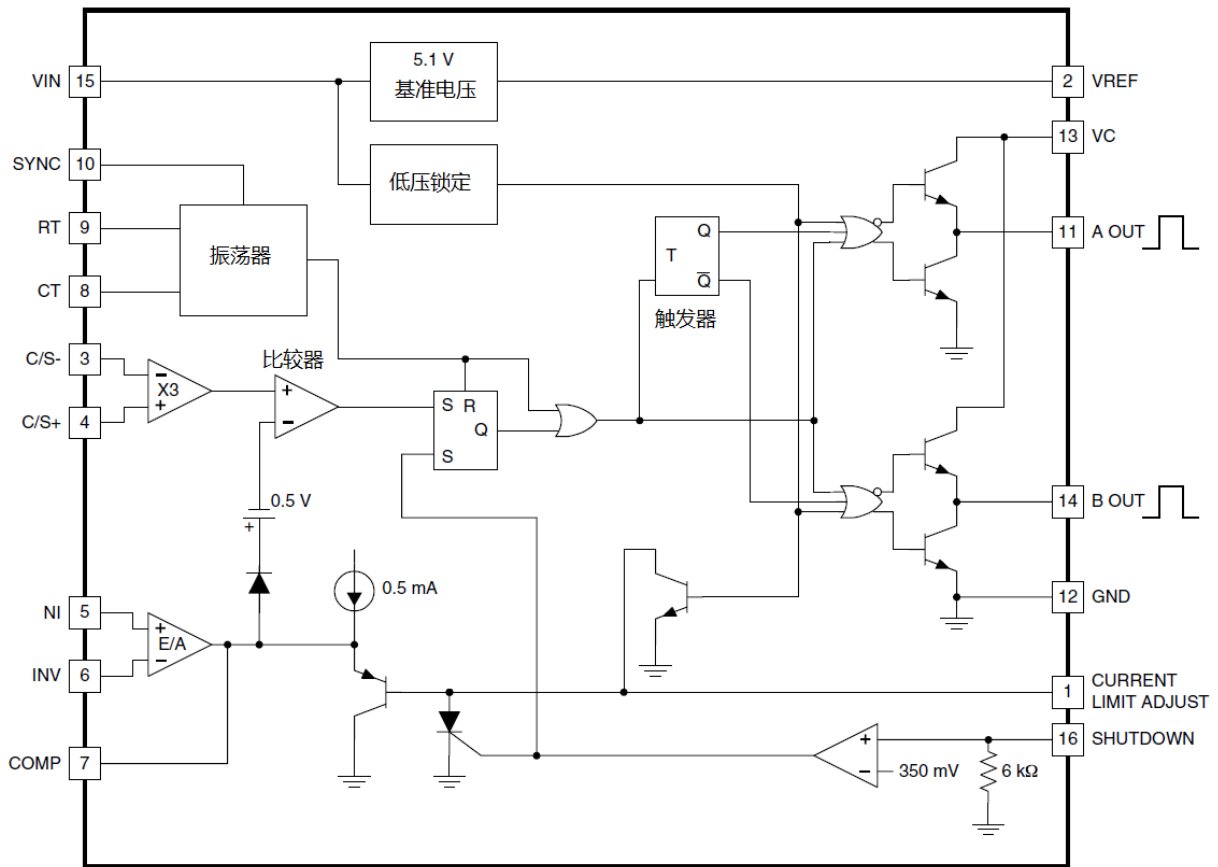 VIN 15
5.1 V
基准电压
2 VREF
13 VC
SYNC 10
低压锁定
RT 9
振荡器
CT 8
Q
T
Q̅
触发器
11 A OUT
C/S- 3
C/S+ 4
−
X3
+
比较器
+
−
S R
Q
S
0.5 V
+
14 B OUT
0.5 mA
NI 5
INV 6
+
E/A
−
12 GND
1 CURRENT
LIMIT ADJUST
16 SHUTDOWN
COMP 7
+
−
350 mV
6 kΩ